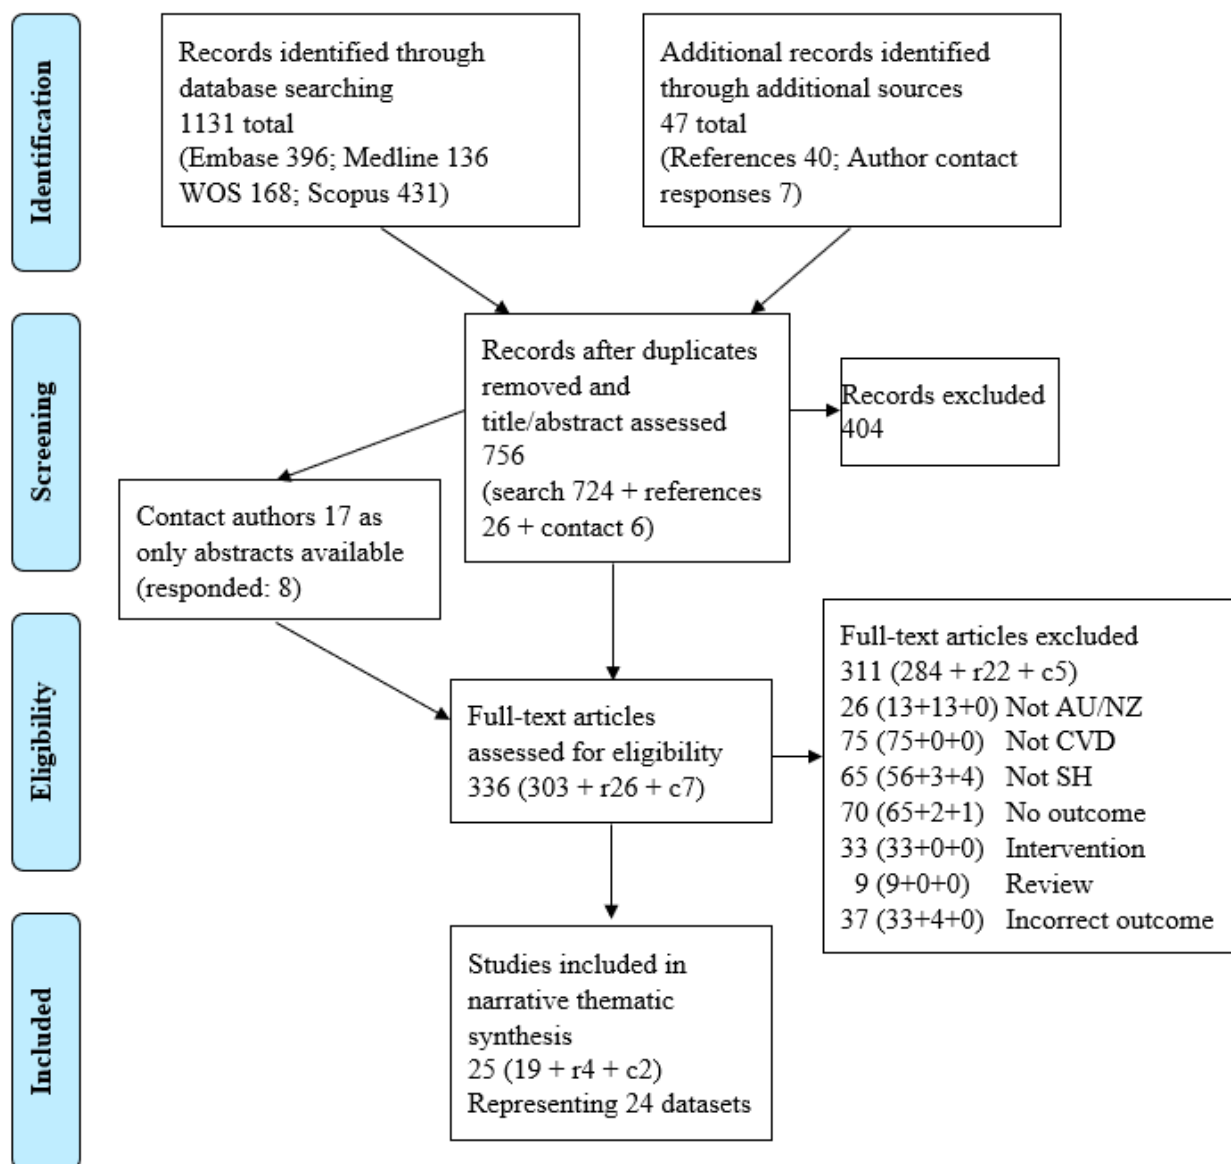 Identification
Records identified through
database searching
1131 total
(Embase 396; Medline 136
WOS 168; Scopus 431)
Additional records identified
through additional sources
47 total
(References 40; Author contact
responses 7)
Screening
Records after duplicates
removed and
title/abstract assessed
756
(search 724 + references
26 + contact 6)
Records excluded
404
Contact authors 17 as
only abstracts available
(responded: 8)
Eligibility
Full-text articles
assessed for eligibility
336 (303 + r26 + c7)
Full-text articles excluded
311 (284 + r22 + c5)
26 (13+13+0) Not AU/NZ
75 (75+0+0) Not CVD
65 (56+3+4) Not SH
70 (65+2+1) No outcome
33 (33+0+0) Intervention
9 (9+0+0) Review
37 (33+4+0) Incorrect outcome
Included
Studies included in
narrative thematic
synthesis
25 (19 + r4 + c2)
Representing 24 datasets